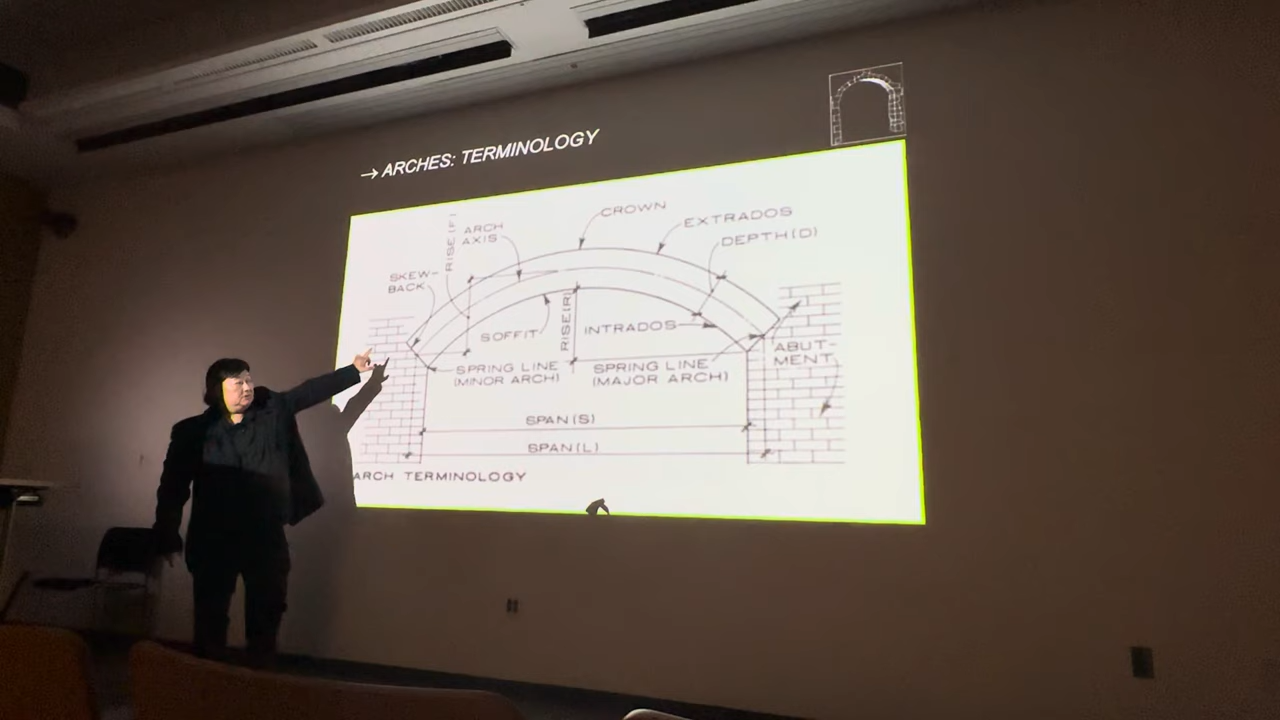 → ARCHES: TERMINOLOGY
CROWN
EXTRADOS
ARCH
AXIS
RISE(F)
DEPTH(D)
SKEW-
BACK
SOFFIT
RISE(R)
INTRADOS
ABUT-
MENT
SPRING LINE
(MINOR ARCH)
SPRING LINE
(MAJOR ARCH)
SPAN(S)
SPAN(L)
ARCH TERMINOLOGY